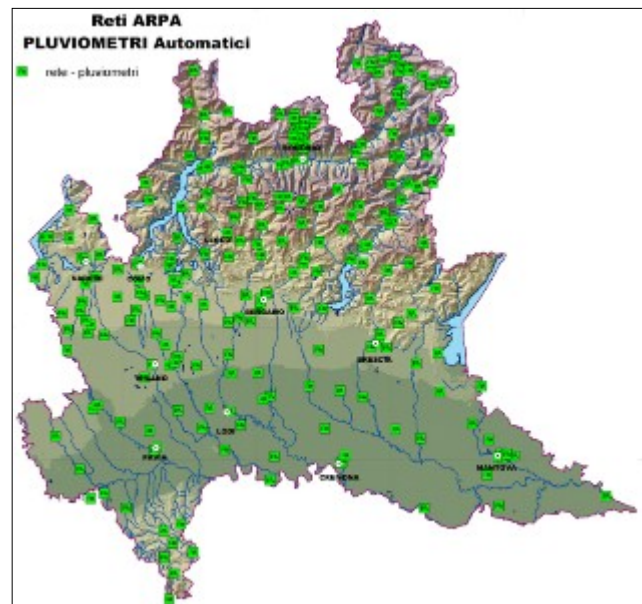 Reti ARPA
PLUVIOMETRI Automatici
rete - pluviometri
SONDRIO
LECCO
VARESE
COMO
BERGAMO
BRESCIA
MILANO
LODI
PAVIA
CREMONA
MANTOVA